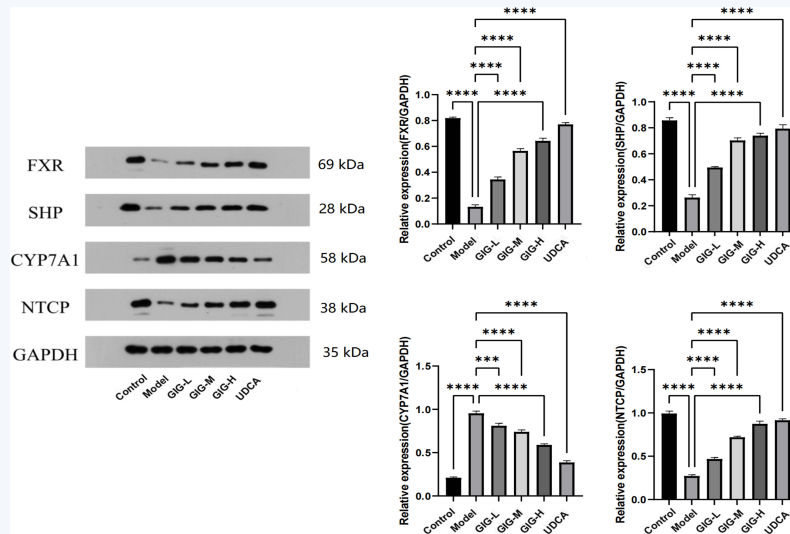 FXR
69 kDa
SHP
28 kDa
CYP7A1
58 kDa
NTCP
38 kDa
GAPDH
35 kDa
Control
Model
GIG-L
GIG-M
GIG-H
UDCA
****
****
****
**** ****
Relative expression(FXR/GAPDH)
1.0
0.8
0.6
0.4
0.2
0.0
Control
Model
GIG-L
GIG-M
GIG-H
UDCA
****
****
****
**** ****
Relative expression(SHP/GAPDH)
1.0
0.8
0.6
0.4
0.2
0.0
Control
Model
GIG-L
GIG-M
GIG-H
UDCA
****
****
***
**** ****
Relative expression(CYP7A1/GAPDH)
1.5
1.0
0.5
0.0
Control
Model
GIG-L
GIG-M
GIG-H
UDCA
****
****
****
**** ****
Relative expression(NTCP/GAPDH)
1.5
1.0
0.5
0.0
Control
Model
GIG-L
GIG-M
GIG-H
UDCA